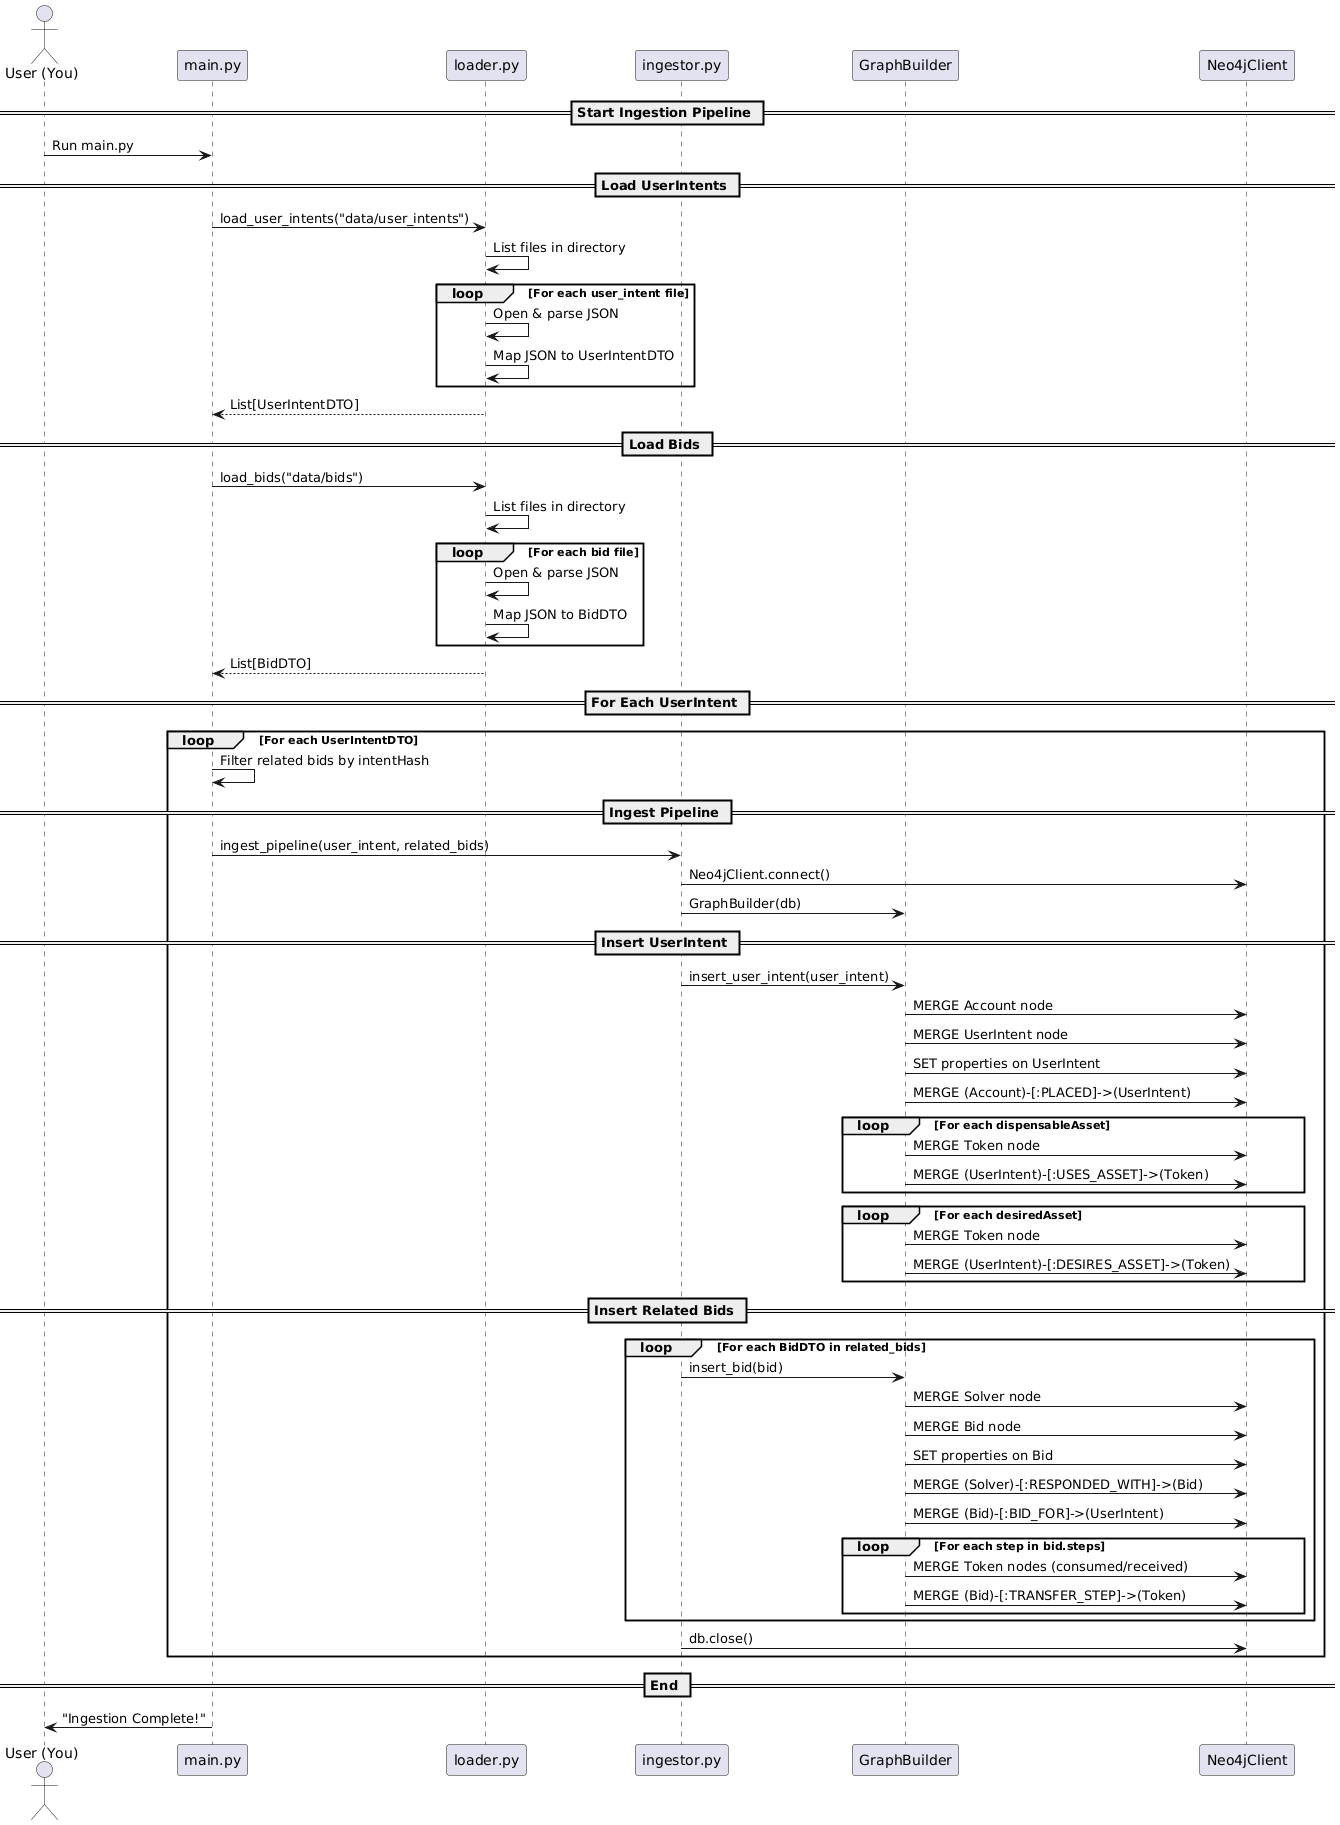 User (You)
main.py
loader.py
ingestor.py
GraphBuilder
Neo4jClient
Start Ingestion Pipeline
Run main.py
Load UserIntents
load_user_intents("data/user_intents")
List files in directory
loop
[For each user_intent file]
Open & parse JSON
Map JSON to UserIntentDTO
List[UserIntentDTO]
Load Bids
load_bids("data/bids")
List files in directory
loop
[For each bid file]
Open & parse JSON
Map JSON to BidDTO
List[BidDTO]
For Each UserIntent
loop
[For each UserIntentDTO]
Filter related bids by intentHash
Ingest Pipeline
ingest_pipeline(user_intent, related_bids)
Neo4jClient.connect()
GraphBuilder(db)
Insert UserIntent
insert_user_intent(user_intent)
MERGE Account node
MERGE UserIntent node
SET properties on UserIntent
MERGE (Account)-[:PLACED]->(UserIntent)
loop
[For each dispensableAsset]
MERGE Token node
MERGE (UserIntent)-[:USES_ASSET]->(Token)
loop
[For each desiredAsset]
MERGE Token node
MERGE (UserIntent)-[:DESIRES_ASSET]->(Token)
Insert Related Bids
loop
[For each BidDTO in related_bids]
insert_bid(bid)
MERGE Solver node
MERGE Bid node
SET properties on Bid
MERGE (Solver)-[:RESPONDED_WITH]->(Bid)
MERGE (Bid)-[:BID_FOR]->(UserIntent)
loop
[For each step in bid.steps]
MERGE Token nodes (consumed/received)
MERGE (Bid)-[:TRANSFER_STEP]->(Token)
db.close()
End
"Ingestion Complete!"
User (You)
main.py
loader.py
ingestor.py
GraphBuilder
Neo4jClient